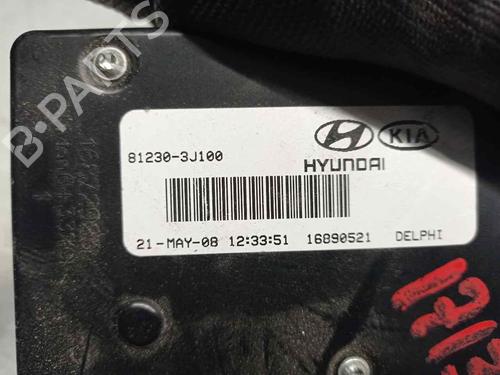 B-PARTS
81230-3J100
KIA
HYUNDAI
21-MAY-08 12:33:51 16890521 DELPHI